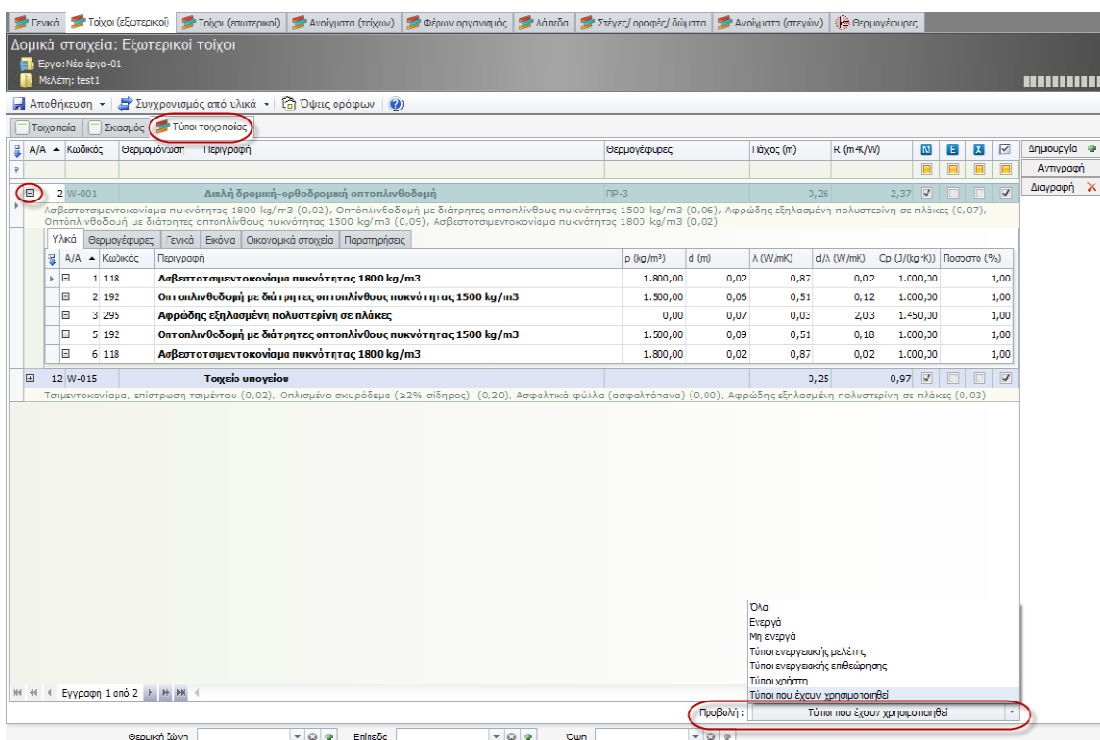 Γενικά Τοίχοι (εξωτερικοί) Τοίχοι (εσωτερικοί) Ανοίγματα (τοίχων) Φέρων οργανισμός Δάπεδα Στέγες/ οροφές/ δώματα Ανοίγματα (στεγών) Θερμογέφυρες
Δομικά στοιχεία: Εξωτερικοί τοίχοι
Έργο: Νέο έργο-01
Μελέτη: test1
Αποθήκευση Συγχρονισμός από υλικά Όψεις ορόφων
Τοιχοποιία Σκιασμός Τύποι τοιχοποιίας
Α/Α Κωδικός Θερμομόνωση Περιγραφή Θερμογέφυρες Πάχος (m) R (m²K/W) M E X Δημιουργία
Αντιγραφή
2 W-001 Διπλή δρομική-ορθοδρομική οπτοπλινθοδομή ΠΡ-3 0,26 2,37 Διαγραφή
Ασβεστοτσιμεντοκονίαμα πυκνότητας 1800 kg/m3 (0,02), Οπτοπλινθοδομή με διάτρητες οπτοπλίνθους πυκνότητας 1500 kg/m3 (0,06), Αφρώδης εξηλασμένη πολυστερίνη σε πλάκες (0,07),
Οπτοπλινθοδομή με διάτρητες οπτοπλίνθους πυκνότητας 1500 kg/m3 (0,09), Ασβεστοτσιμεντοκονίαμα πυκνότητας 1800 kg/m3 (0,02)
Υλικά Θερμογέφυρες Γενικά Εικόνα Οικονομικά στοιχεία Παρατηρήσεις
Α/Α Κωδικός Περιγραφή ρ (kg/m³) d (m) λ (W/mK) d/λ (W/mK) Cp (J/(kg·K)) Ποσοστό (%)
1 118 Ασβεστοτσιμεντοκονίαμα πυκνότητας 1800 kg/m3 1.800,00 0,02 0,87 0,02 1.000,00 1,00
2 192 Οπτοπλινθοδομή με διάτρητες οπτοπλίνθους πυκνότητας 1500 kg/m3 1.500,00 0,06 0,51 0,12 1.000,00 1,00
3 295 Αφρώδης εξηλασμένη πολυστερίνη σε πλάκες 0,00 0,07 0,03 2,03 1.450,00 1,00
5 192 Οπτοπλινθοδομή με διάτρητες οπτοπλίνθους πυκνότητας 1500 kg/m3 1.500,00 0,09 0,51 0,18 1.000,00 1,00
6 118 Ασβεστοτσιμεντοκονίαμα πυκνότητας 1800 kg/m3 1.800,00 0,02 0,87 0,02 1.000,00 1,00
12 W-015 Τοιχείο υπογείου 0,25 0,97
Τσιμεντοκονίαμα, επίστρωση τσιμέντου (0,02), Οπλισμένο σκυρόδεμα (≥2% σίδηρος) (0,20), Ασφαλτικά φύλλα (ασφαλτόπανα) (0,00), Αφρώδης εξηλασμένη πολυστερίνη σε πλάκες (0,03)
Όλα
Ενεργά
Μη ενεργά
Τύποι ενεργειακής μελέτης
Τύποι ενεργειακής επιθεώρησης
Τύποι χρήστη
Τύποι που έχουν χρησιμοποιηθεί
Εγγραφή 1 από 2
Προβολή : Τύποι που έχουν χρησιμοποιηθεί
Θερμική ζώνη Επίπεδο Όψη